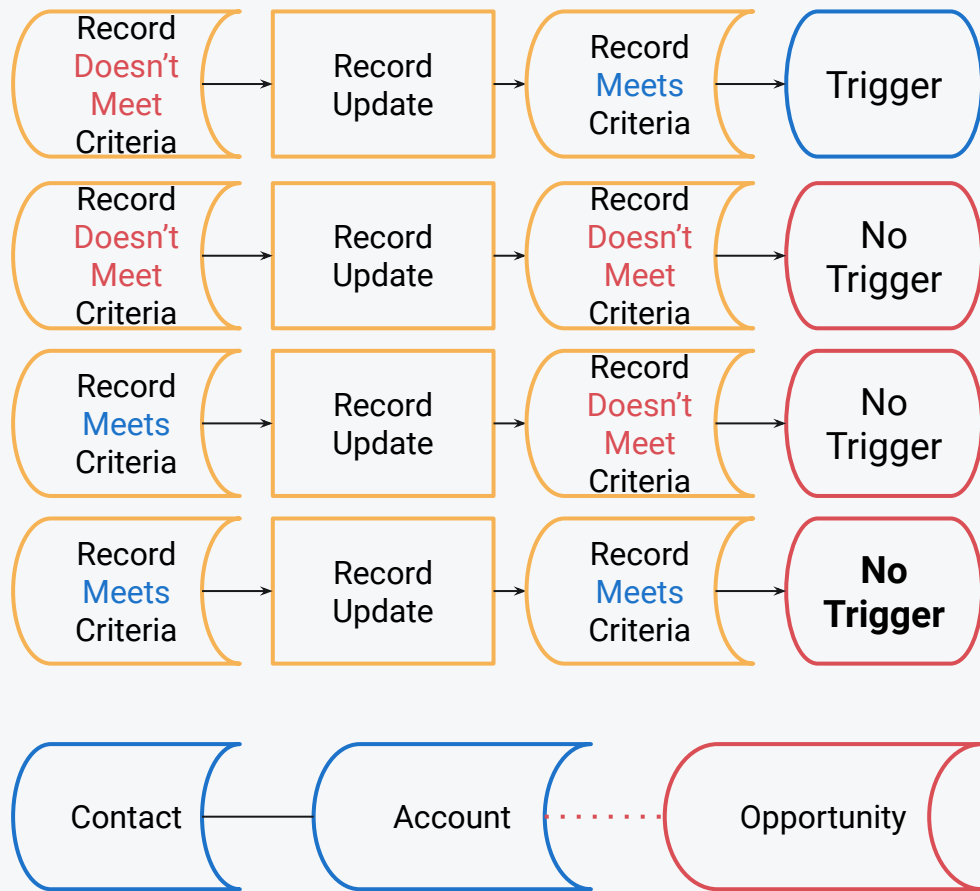 Record
Doesn't
Meet
Criteria
Record
Update
Record
Meets
Criteria
Trigger
Record
Doesn't
Meet
Criteria
Record
Update
Record
Doesn't
Meet
Criteria
No
Trigger
Record
Meets
Criteria
Record
Update
Record
Doesn't
Meet
Criteria
No
Trigger
Record
Meets
Criteria
Record
Update
Record
Meets
Criteria
No
Trigger
Contact
Account
Opportunity